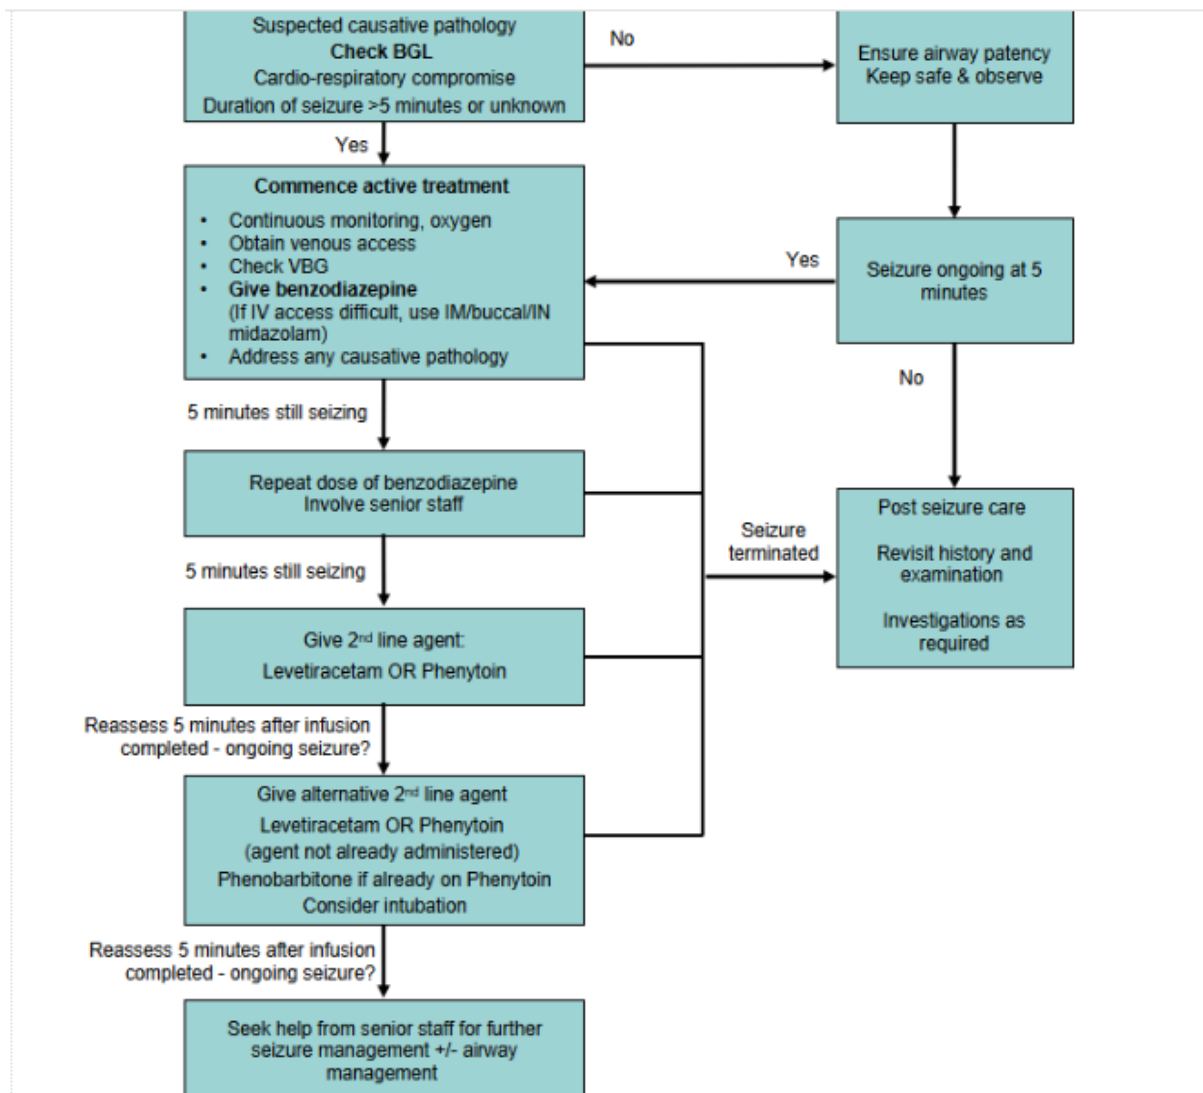 Suspected causative pathology
Check BGL
Cardio-respiratory compromise
Duration of seizure >5 minutes or unknown
No
Ensure airway patency
Keep safe & observe
Yes
Commence active treatment
• Continuous monitoring, oxygen
• Obtain venous access
• Check VBG
• Give benzodiazepine
(If IV access difficult, use IM/buccal/IN
midazolam)
• Address any causative pathology
Yes
Seizure ongoing at 5
minutes
No
5 minutes still seizing
Repeat dose of benzodiazepine
Involve senior staff
Seizure
terminated
Post seizure care
Revisit history and
examination
Investigations as
required
5 minutes still seizing
Give 2nd line agent:
Levetiracetam OR Phenytoin
Reassess 5 minutes after infusion
completed - ongoing seizure?
Give alternative 2nd line agent
Levetiracetam OR Phenytoin
(agent not already administered)
Phenobarbitone if already on Phenytoin
Consider intubation
Reassess 5 minutes after infusion
completed - ongoing seizure?
Seek help from senior staff for further
seizure management +/- airway
management